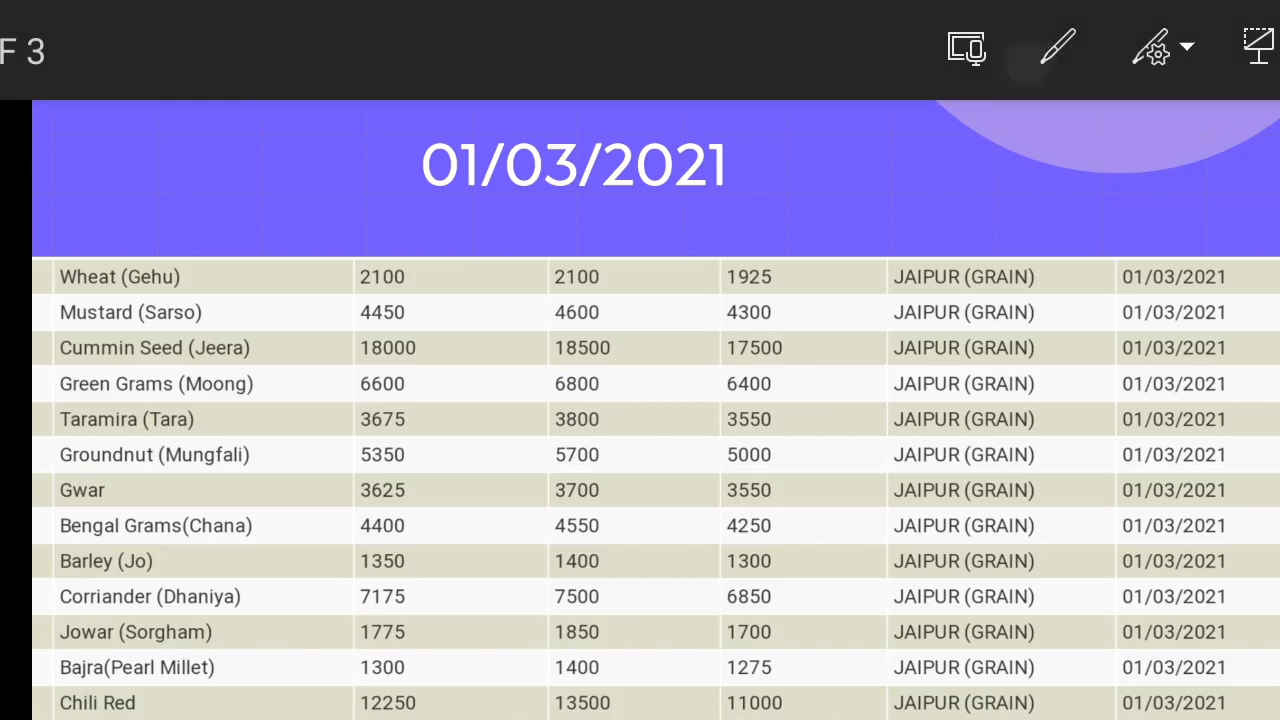 F 3
01/03/2021
Wheat (Gehu) 2100 2100 1925 JAIPUR (GRAIN) 01/03/2021
Mustard (Sarso) 4450 4600 4300 JAIPUR (GRAIN) 01/03/2021
Cummin Seed (Jeera) 18000 18500 17500 JAIPUR (GRAIN) 01/03/2021
Green Grams (Moong) 6600 6800 6400 JAIPUR (GRAIN) 01/03/2021
Taramira (Tara) 3675 3800 3550 JAIPUR (GRAIN) 01/03/2021
Groundnut (Mungfali) 5350 5700 5000 JAIPUR (GRAIN) 01/03/2021
Gwar 3625 3700 3550 JAIPUR (GRAIN) 01/03/2021
Bengal Grams(Chana) 4400 4550 4250 JAIPUR (GRAIN) 01/03/2021
Barley (Jo) 1350 1400 1300 JAIPUR (GRAIN) 01/03/2021
Corriander (Dhaniya) 7175 7500 6850 JAIPUR (GRAIN) 01/03/2021
Jowar (Sorgham) 1775 1850 1700 JAIPUR (GRAIN) 01/03/2021
Bajra(Pearl Millet) 1300 1400 1275 JAIPUR (GRAIN) 01/03/2021
Chili Red 12250 13500 11000 JAIPUR (GRAIN) 01/03/2021